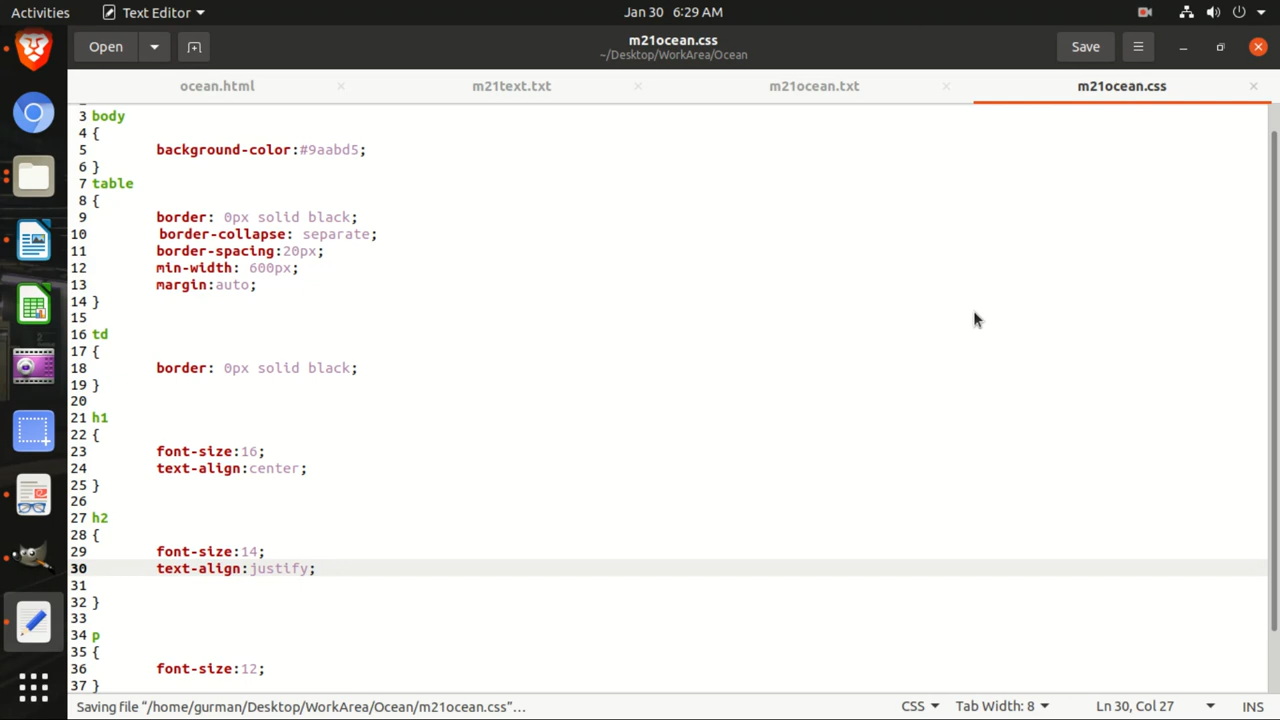 Activities Text Editor Jan 30 6:29 AM
Open m21ocean.css Save
~/Desktop/WorkArea/Ocean
ocean.html m21text.txt m21ocean.txt m21ocean.css
3 body
4 {
5 background-color:#9aabd5;
6 }
7 table
8 {
9 border: 0px solid black;
10 border-collapse: separate;
11 border-spacing:20px;
12 min-width: 600px;
13 margin:auto;
14 }
15
16 td
17 {
18 border: 0px solid black;
19 }
20
21 h1
22 {
23 font-size:16;
24 text-align:center;
25 }
26
27 h2
28 {
29 font-size:14;
30 text-align:justify;
31
32 }
33
34 p
35 {
36 font-size:12;
37 }
Saving file “/home/gurman/Desktop/WorkArea/Ocean/m21ocean.css”… CSS Tab Width: 8 Ln 30, Col 27 INS